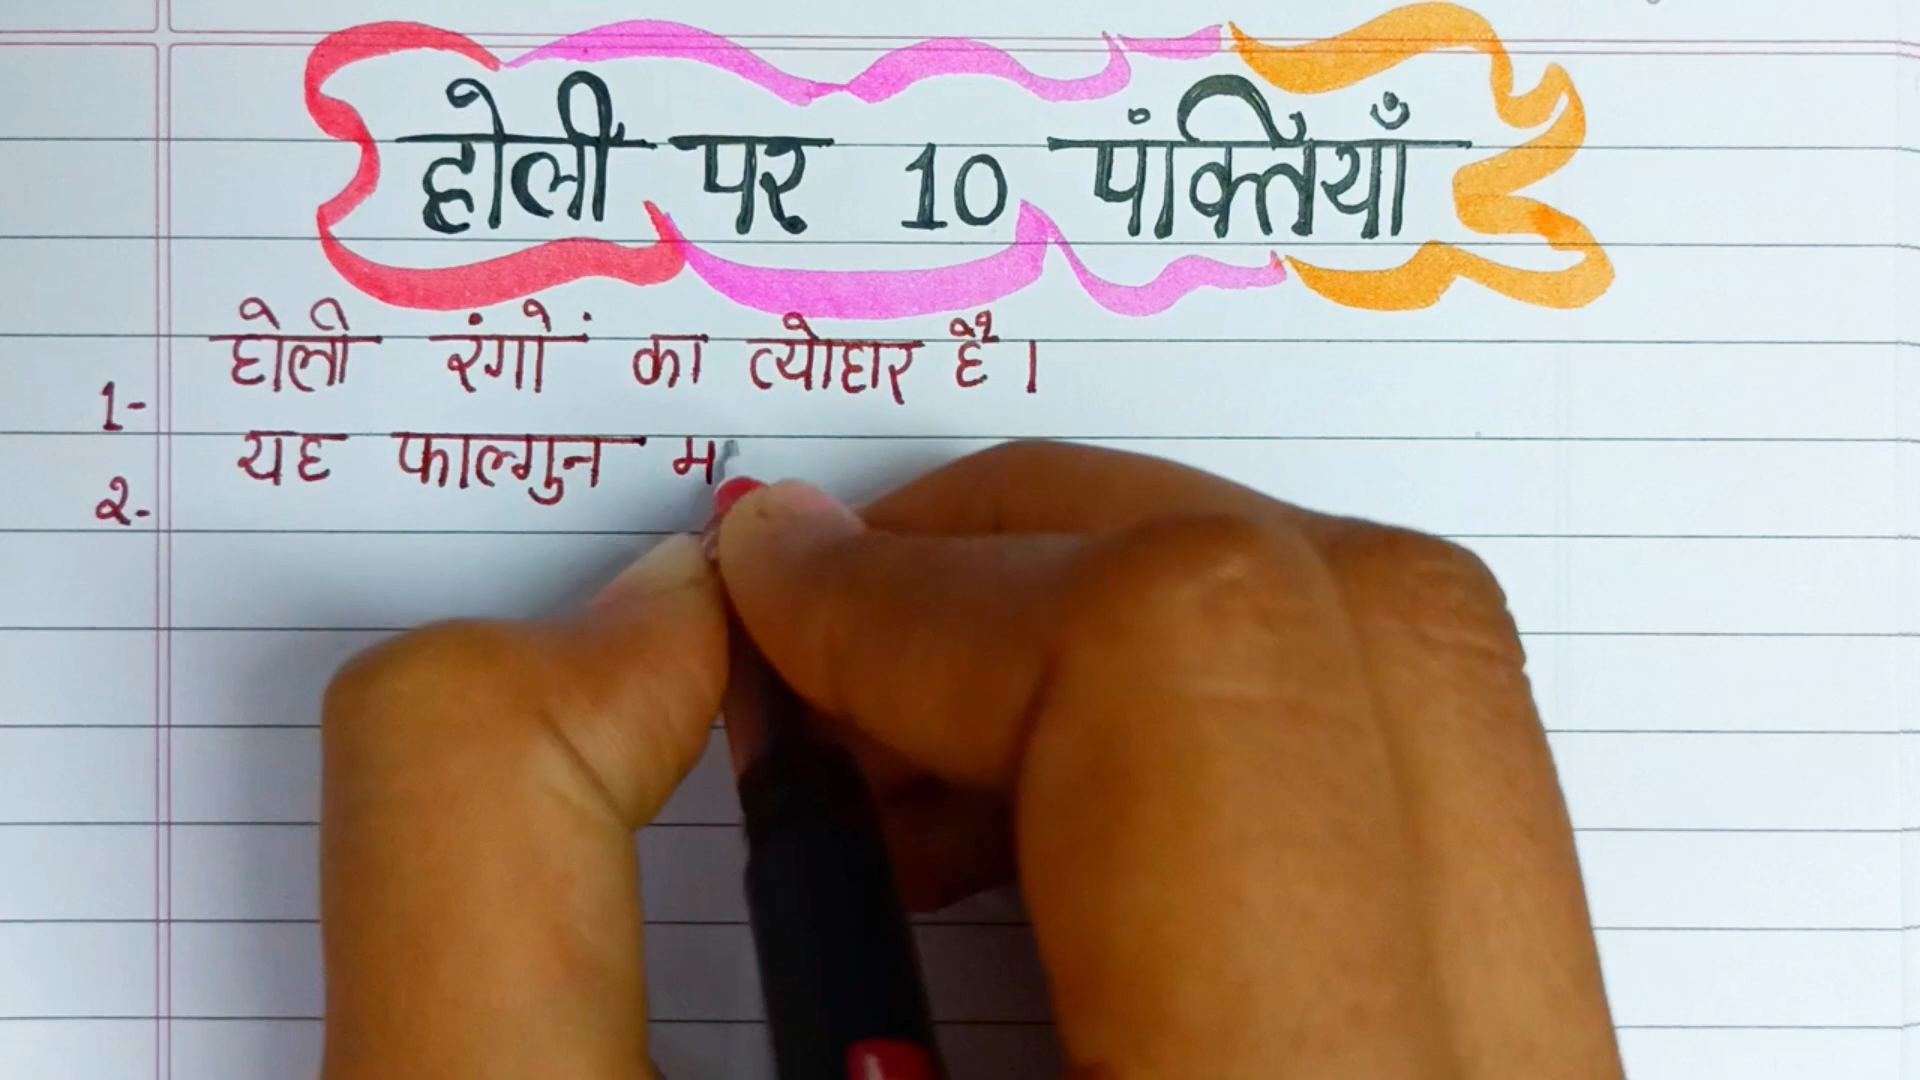 होली पर 10 पंक्तियाँ
1- होली रंगों का त्योहार है।
2- यह फाल्गुन म